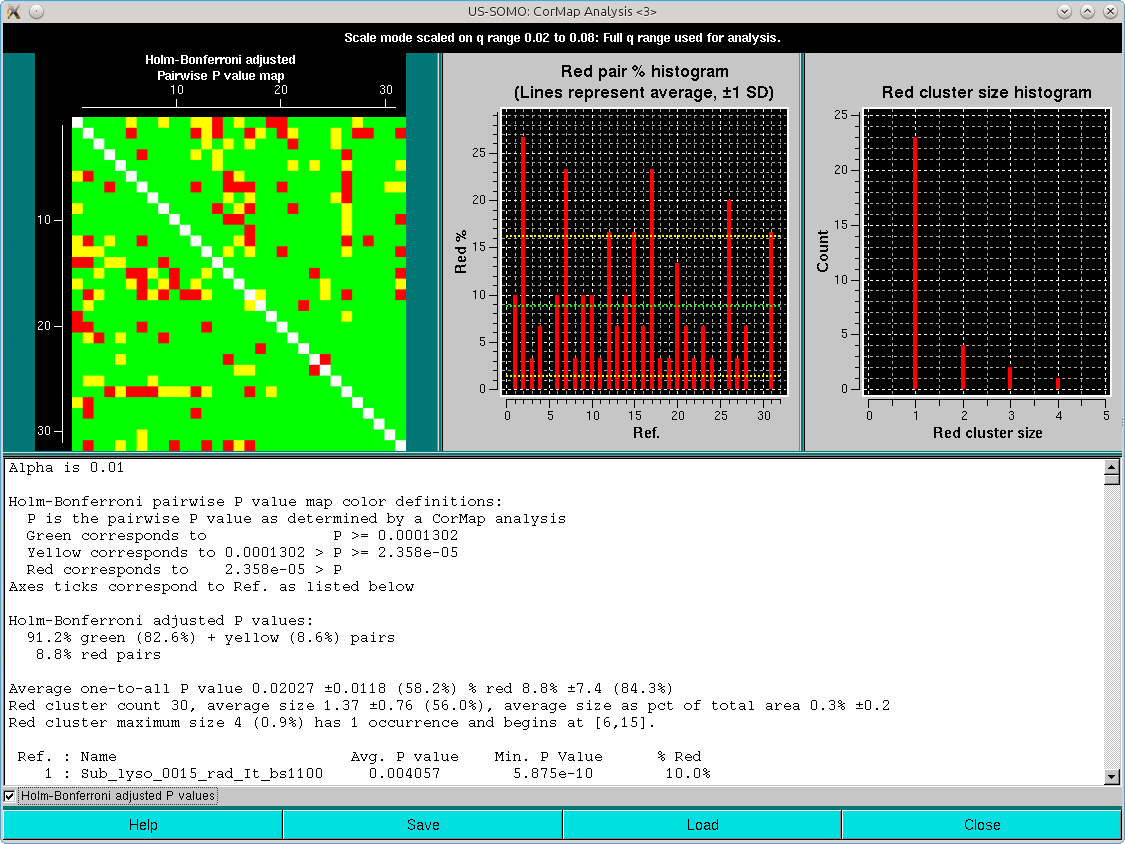 US-SOMO: CorMap Analysis <3>
Scale mode scaled on q range 0.02 to 0.08: Full q range used for analysis.
Holm-Bonferroni adjusted
Pairwise P value map
10 20 30
10
20
30
Red pair % histogram
(Lines represent average, ±1 SD)
Red %
25
20
15
10
5
0
0 5 10 15 20 25 30
Ref.
Red cluster size histogram
Count
25
20
15
10
5
0
0 1 2 3 4 5
Red cluster size
Alpha is 0.01
Holm-Bonferroni pairwise P value map color definitions:
P is the pairwise P value as determined by a CorMap analysis
Green corresponds to P >= 0.0001302
Yellow corresponds to 0.0001302 > P >= 2.358e-05
Red corresponds to 2.358e-05 > P
Axes ticks correspond to Ref. as listed below
Holm-Bonferroni adjusted P values:
91.2% green (82.6%) + yellow (8.6%) pairs
8.8% red pairs
Average one-to-all P value 0.02027 ±0.0118 (58.2%) % red 8.8% ±7.4 (84.3%)
Red cluster count 30, average size 1.37 ±0.76 (56.0%), average size as pct of total area 0.3% ±0.2
Red cluster maximum size 4 (0.9%) has 1 occurrence and begins at [6,15].
Ref. : Name Avg. P value Min. P Value % Red
1 : Sub_lyso_0015_rad_It_bs1100 0.004057 5.875e-10 10.0%
Holm-Bonferroni adjusted P values
Help Save Load Close